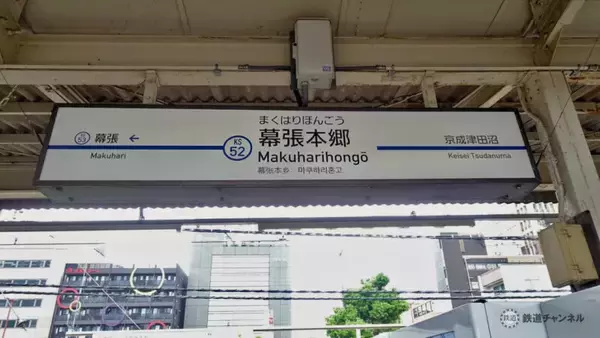 まくはりほんごう
KS
53
幕張 ←
Makuhari
KS
52
幕張本郷
Makuharihongō
幕张本乡 마쿠하리혼고
京成津田沼
Keisei Tsudanuma
鉄道チャンネル